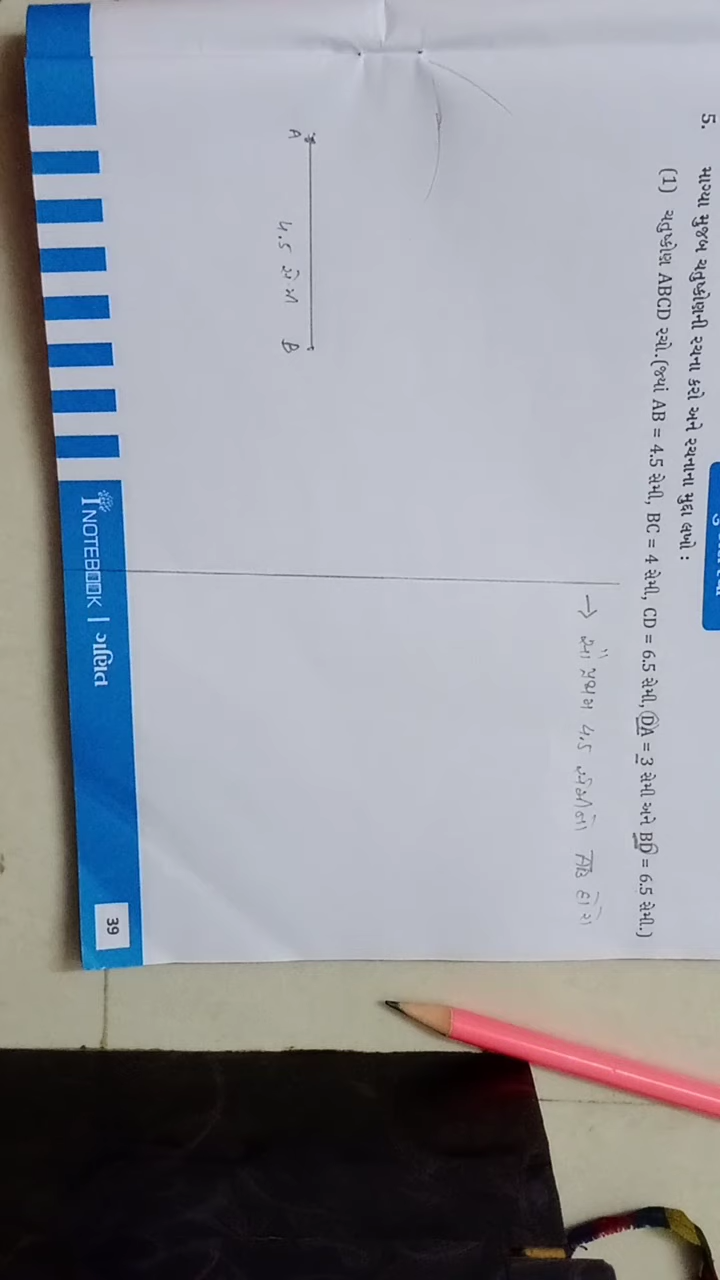 5. માગ્યા મુજબ ચતુષ્કોણની રચના કરો અને રચનાના મુદ્દા લખો :
(1) ચતુષ્કોણ ABCD રચો.(જ્યાં AB = 4.5 સેમી, BC = 4 સેમી, CD = 6.5 સેમી, DA = 3 સેમી અને BD = 6.5 સેમી.)
→ સૌ પ્રથમ 4.5 સેમીનો
A 4.5 સેમી B
NOTEBOOK | ગણિત
39